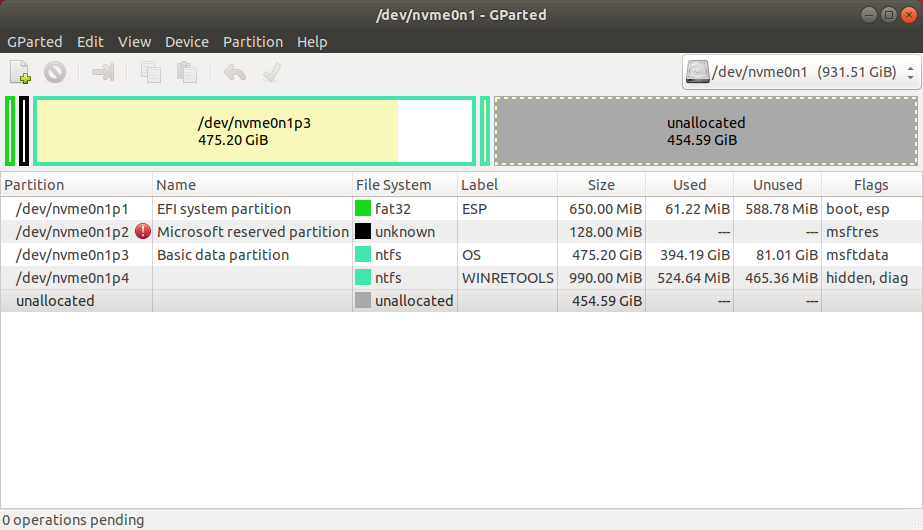 /dev/nvme0n1 - GParted
GParted Edit View Device Partition Help
/dev/nvme0n1 (931.51 GiB)
/dev/nvme0n1p3
475.20 GiB
unallocated
454.59 GiB
Partition Name File System Label Size Used Unused Flags
/dev/nvme0n1p1 EFI system partition fat32 ESP 650.00 MiB 61.22 MiB 588.78 MiB boot, esp
/dev/nvme0n1p2 Microsoft reserved partition unknown 128.00 MiB --- --- msftres
/dev/nvme0n1p3 Basic data partition ntfs OS 475.20 GiB 394.19 GiB 81.01 GiB msftdata
/dev/nvme0n1p4 ntfs WINRETOOLS 990.00 MiB 524.64 MiB 465.36 MiB hidden, diag
unallocated unallocated 454.59 GiB --- ---
0 operations pending